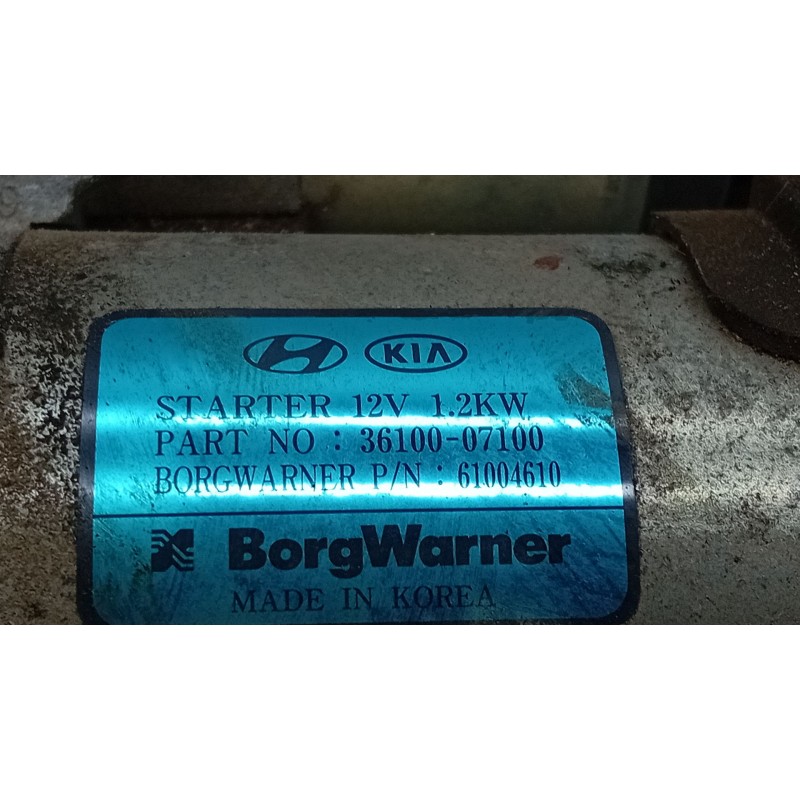 KIA
STARTER 12V 1.2KW
PART NO : 36100-07100
BORGWARNER P/N : 61004610
BorgWarner
MADE IN KOREA